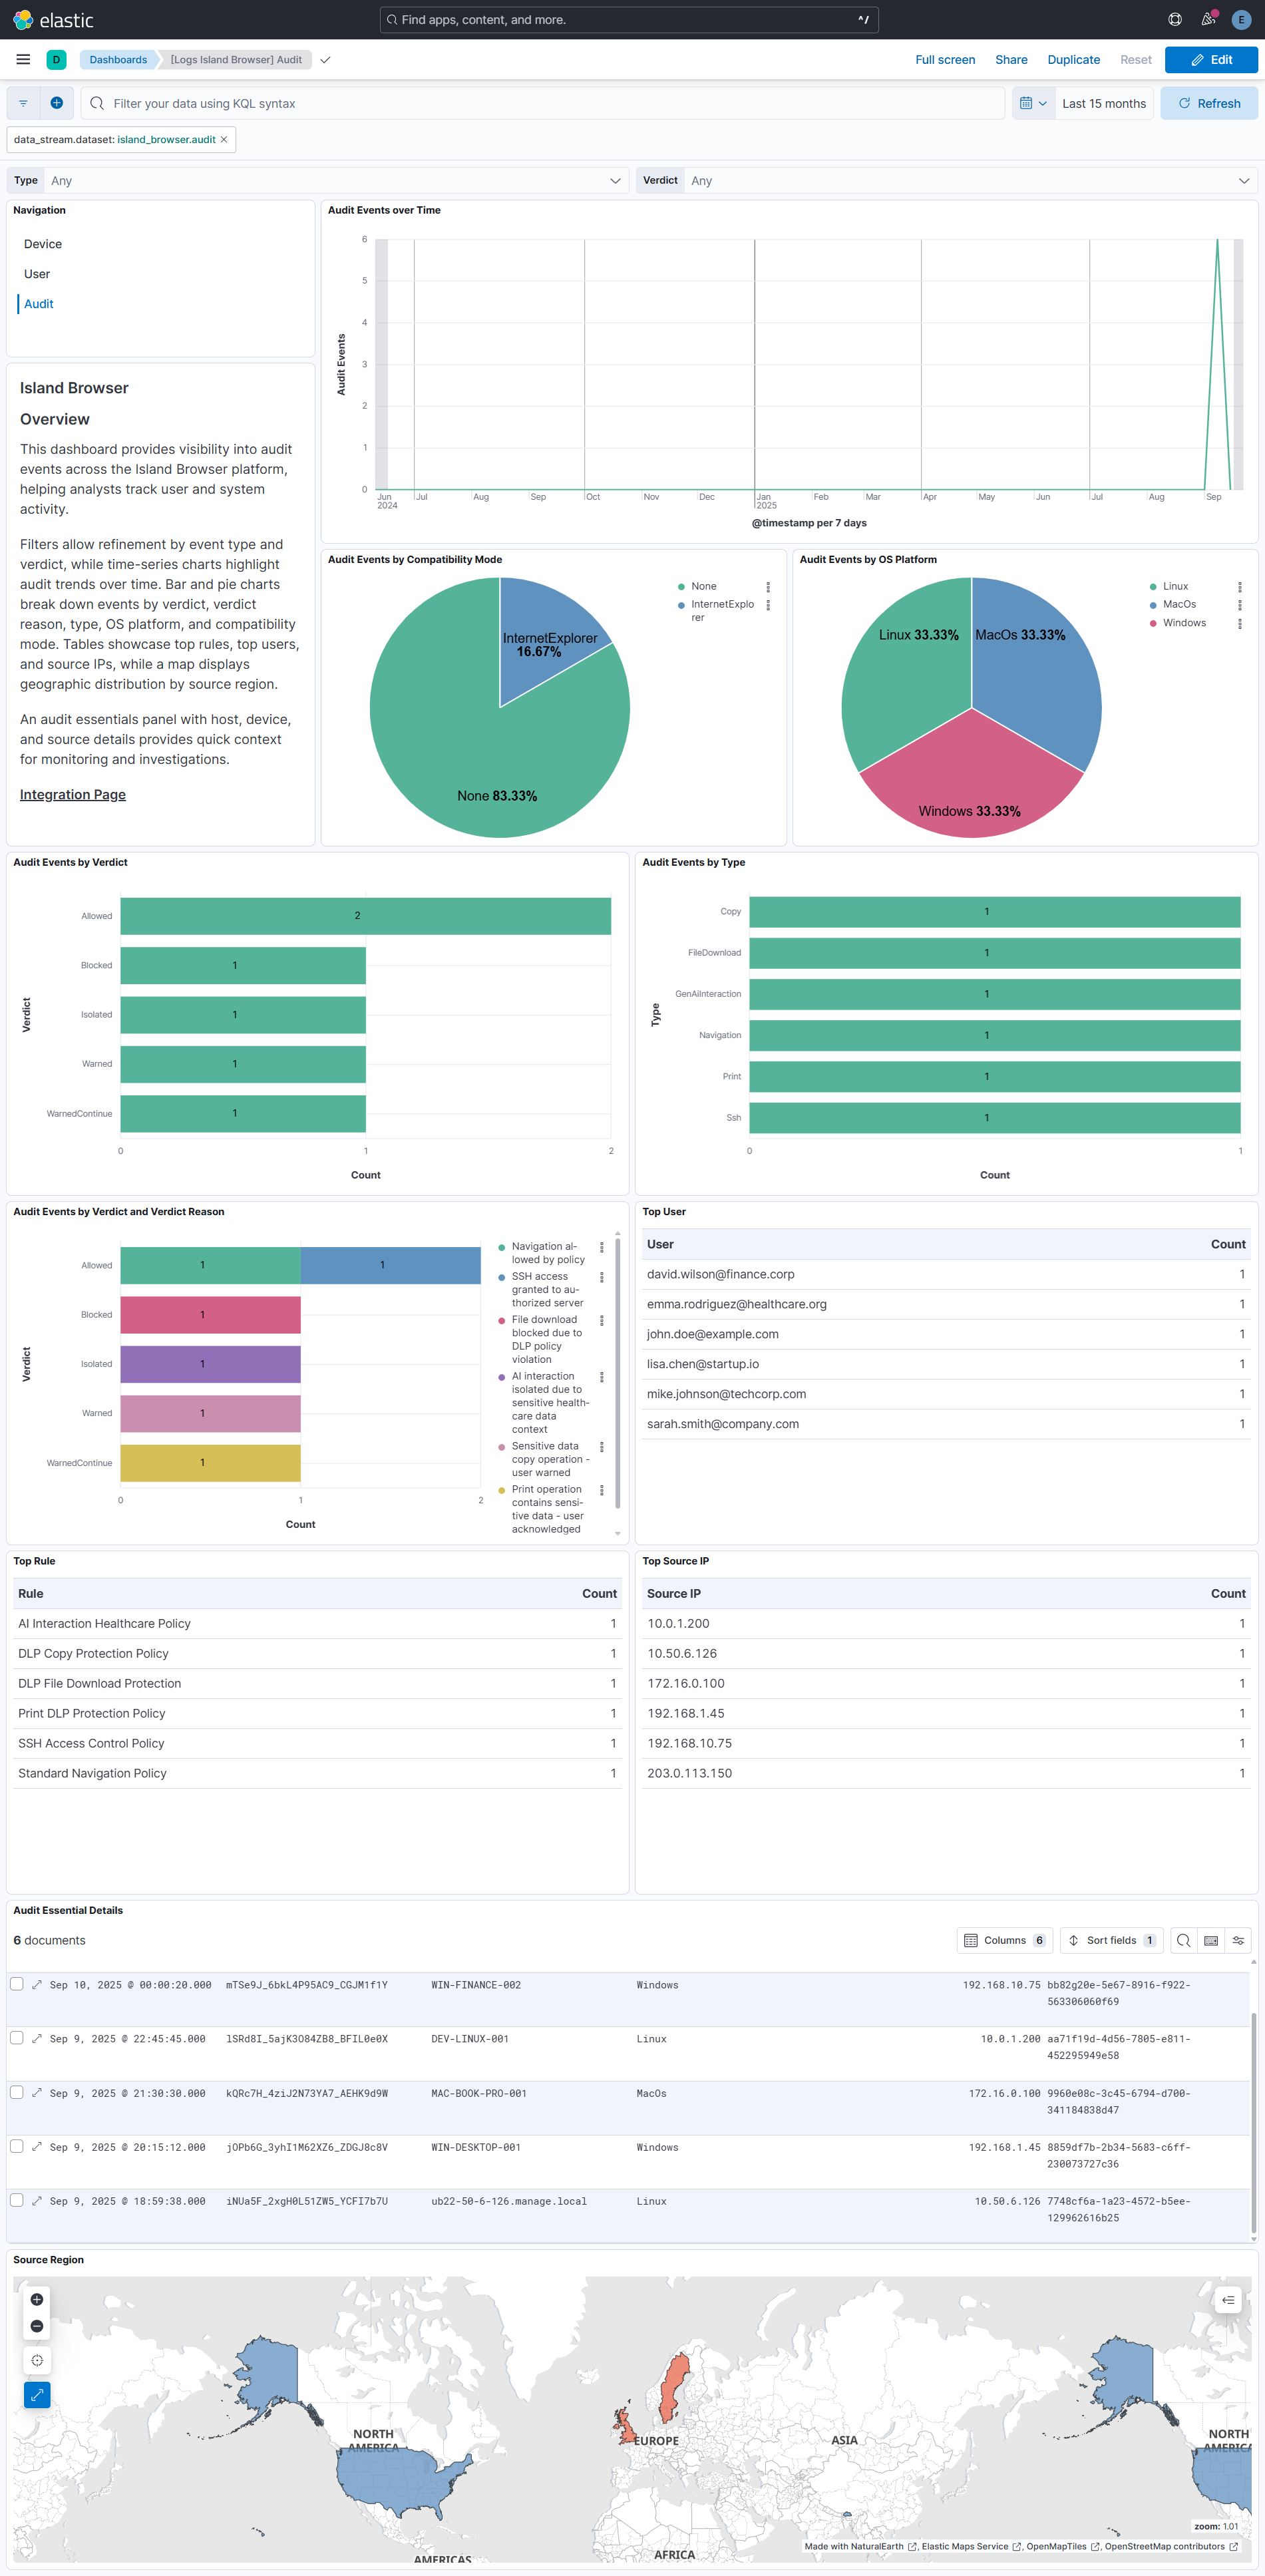 elastic
Find apps, content, and more.
^/
E
D
Dashboards
[Logs Island Browser] Audit
Full screen
Share
Duplicate
Reset
Edit
Filter your data using KQL syntax
Last 15 months
Refresh
data_stream.dataset: island_browser.audit ×
Type
Any
Verdict
Any
Navigation
Device
User
Audit
Island Browser
Overview
This dashboard provides visibility into audit
events across the Island Browser platform,
helping analysts track user and system
activity.
Filters allow refinement by event type and
verdict, while time-series charts highlight
audit trends over time. Bar and pie charts
break down events by verdict, verdict
reason, type, OS platform, and compatibility
mode. Tables showcase top rules, top users,
and source IPs, while a map displays
geographic distribution by source region.
An audit essentials panel with host, device,
and source details provides quick context
for monitoring and investigations.
Integration Page
Audit Events over Time
6
5
4
3
2
1
0
Audit Events
Jun
2024
Jul
Aug
Sep
Oct
Nov
Dec
Jan
2025
Feb
Mar
Apr
May
Jun
Jul
Aug
Sep
@timestamp per 7 days
Audit Events by Compatibility Mode
InternetExplorer
16.67%
None 83.33%
None
InternetExplo
rer
Audit Events by OS Platform
Linux 33.33%
MacOs 33.33%
Windows 33.33%
Linux
MacOs
Windows
Audit Events by Verdict
Verdict
Allowed
2
Blocked
1
Isolated
1
Warned
1
WarnedContinue
1
0
1
2
Count
Audit Events by Type
Type
Copy
1
FileDownload
1
GenAiInteraction
1
Navigation
1
Print
1
Ssh
1
0
1
Count
Audit Events by Verdict and Verdict Reason
Verdict
Allowed
1
1
Blocked
1
Isolated
1
Warned
1
WarnedContinue
1
0
1
2
Count
Navigation al-
lowed by policy
SSH access
granted to au-
thorized server
File download
blocked due to
DLP policy
violation
AI interaction
isolated due to
sensitive health-
care data
context
Sensitive data
copy operation -
user warned
Print operation
contains sensi-
tive data - user
acknowledged
Top User
User Count
david.wilson@finance.corp 1
emma.rodriguez@healthcare.org 1
john.doe@example.com 1
lisa.chen@startup.io 1
mike.johnson@techcorp.com 1
sarah.smith@company.com 1
Top Rule
Rule Count
AI Interaction Healthcare Policy 1
DLP Copy Protection Policy 1
DLP File Download Protection 1
Print DLP Protection Policy 1
SSH Access Control Policy 1
Standard Navigation Policy 1
Top Source IP
Source IP Count
10.0.1.200 1
10.50.6.126 1
172.16.0.100 1
192.168.1.45 1
192.168.10.75 1
203.0.113.150 1
Audit Essential Details
6 documents
Columns 6
Sort fields 1
Sep 10, 2025 @ 00:00:20.000 mTSe9J_6bkL4P95AC9_CGJM1f1Y WIN-FINANCE-002 Windows 192.168.10.75 bb82g20e-5e67-8916-f922-
563306060f69
Sep 9, 2025 @ 22:45:45.000 lSRd8I_5ajK3O84ZB8_BFIL0e0X DEV-LINUX-001 Linux 10.0.1.200 aa71f19d-4d56-7805-e811-
452295949e58
Sep 9, 2025 @ 21:30:30.000 kQRc7H_4ziJ2N73YA7_AEHK9d9W MAC-BOOK-PRO-001 MacOs 172.16.0.100 9960e08c-3c45-6794-d700-
341184838d47
Sep 9, 2025 @ 20:15:12.000 jOPb6G_3yhI1M62XZ6_ZDGJ8c8V WIN-DESKTOP-001 Windows 192.168.1.45 8859df7b-2b34-5683-c6ff-
230073727c36
Sep 9, 2025 @ 18:59:38.000 iNUa5F_2xgH0L51ZW5_YCFI7b7U ub22-50-6-126.manage.local Linux 10.50.6.126 7748cf6a-1a23-4572-b5ee-
129962616b25
Source Region
NORTH
AMERICA
EUROPE
ASIA
NORTH
AMERICA
AFRICA
AMERICAS
zoom: 1.01
Made with NaturalEarth, Elastic Maps Service, OpenMapTiles, OpenStreetMap contributors